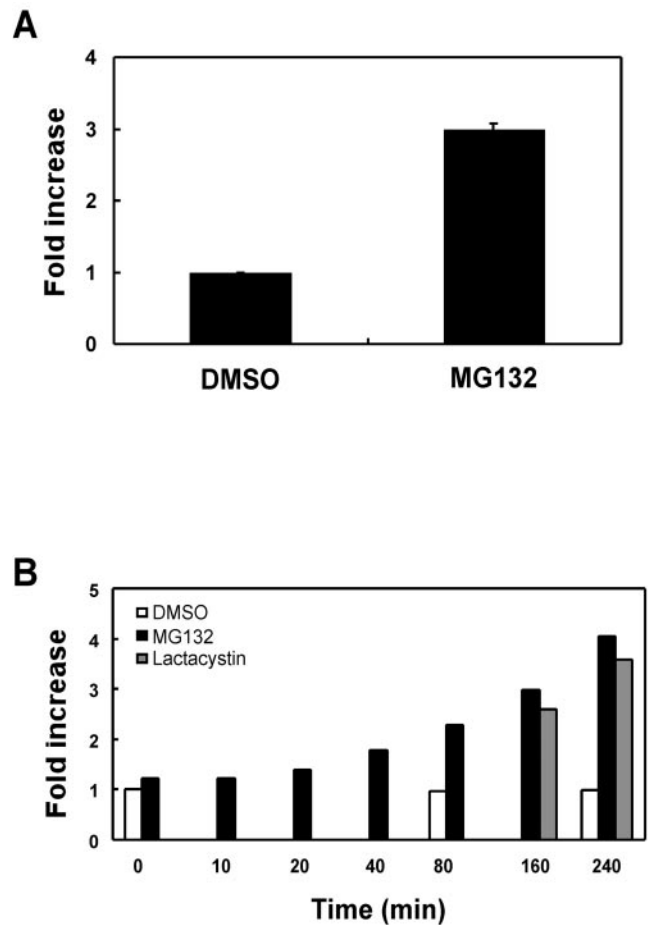 A
Fold increase
4
3
2
1
0
DMSO MG132
B
Fold increase
5
4
3
2
1
0
DMSO
MG132
Lactacystin
0 10 20 40 80 160 240
Time (min)